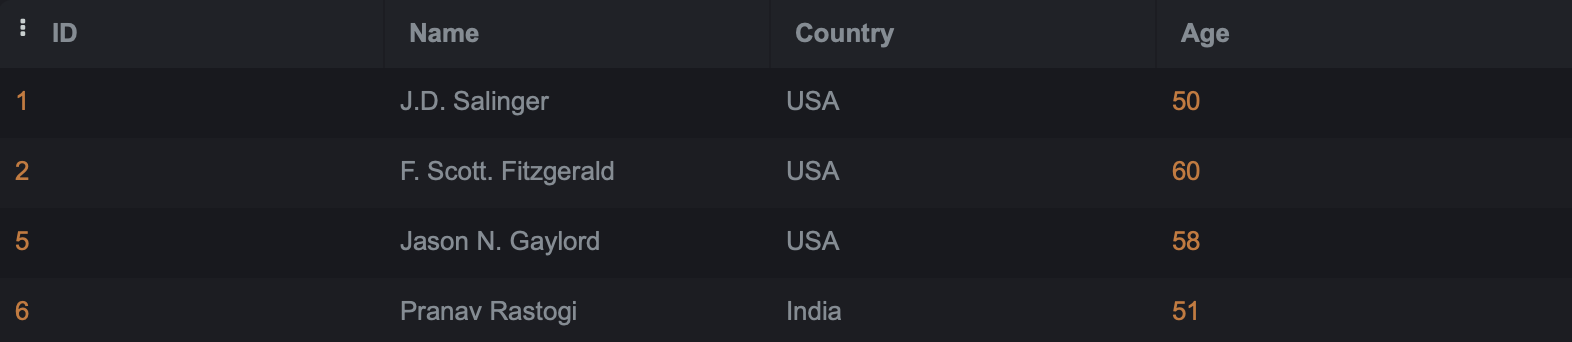 ID Name Country Age
1 J.D. Salinger USA 50
2 F. Scott. Fitzgerald USA 60
5 Jason N. Gaylord USA 58
6 Pranav Rastogi India 51